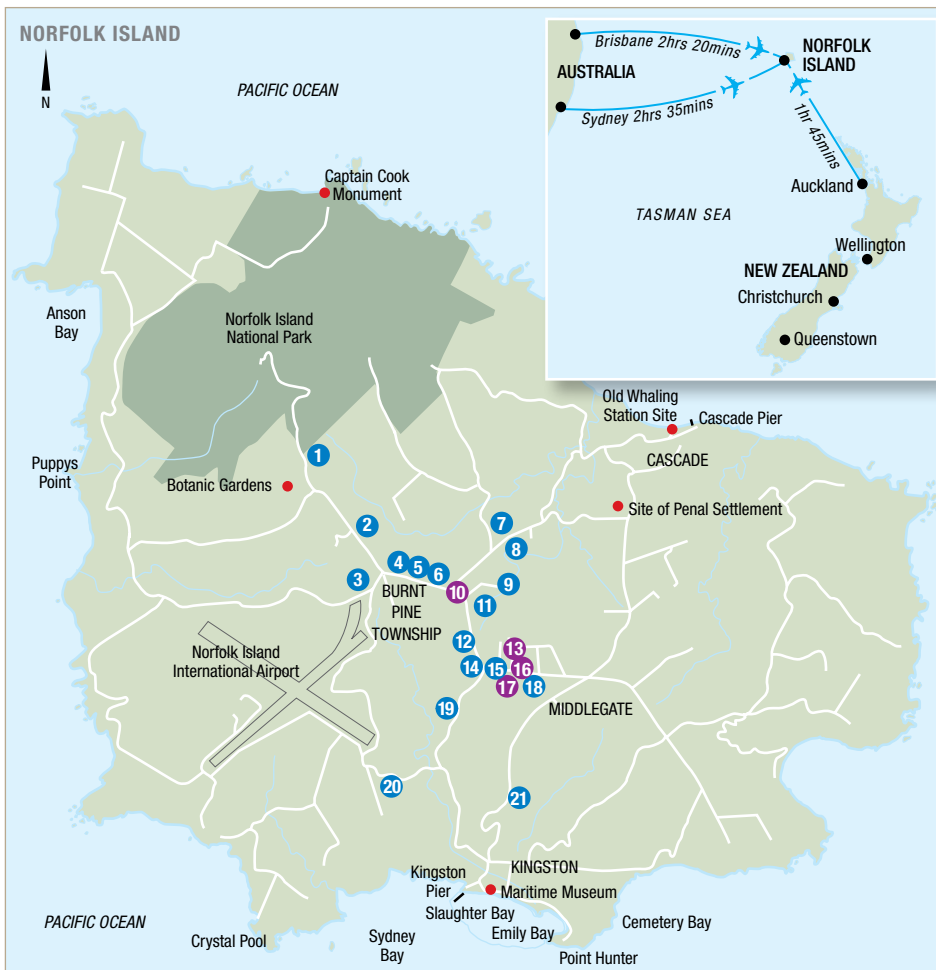 NORFOLK ISLAND
N
PACIFIC OCEAN
Captain Cook
Monument
Norfolk Island
National Park
Anson
Bay
Puppys
Point
Botanic Gardens
Brisbane 2hrs 20mins
NORFOLK
ISLAND
AUSTRALIA
Sydney 2hrs 35mins
1hr 45mins
Auckland
TASMAN SEA
Wellington
NEW ZEALAND
Christchurch
Queenstown
Old Whaling
Station Site
Cascade Pier
CASCADE
Site of Penal Settlement
1
2
3
4
5
6
7
8
9
10
11
BURNT
PINE
TOWNSHIP
12
13
14
15
16
17
18
Norfolk Island
International Airport
MIDDLEGATE
19
20
21
KINGSTON
Kingston
Pier
Maritime Museum
Slaughter Bay
Emily Bay
Cemetery Bay
PACIFIC OCEAN
Crystal Pool
Sydney
Bay
Point Hunter